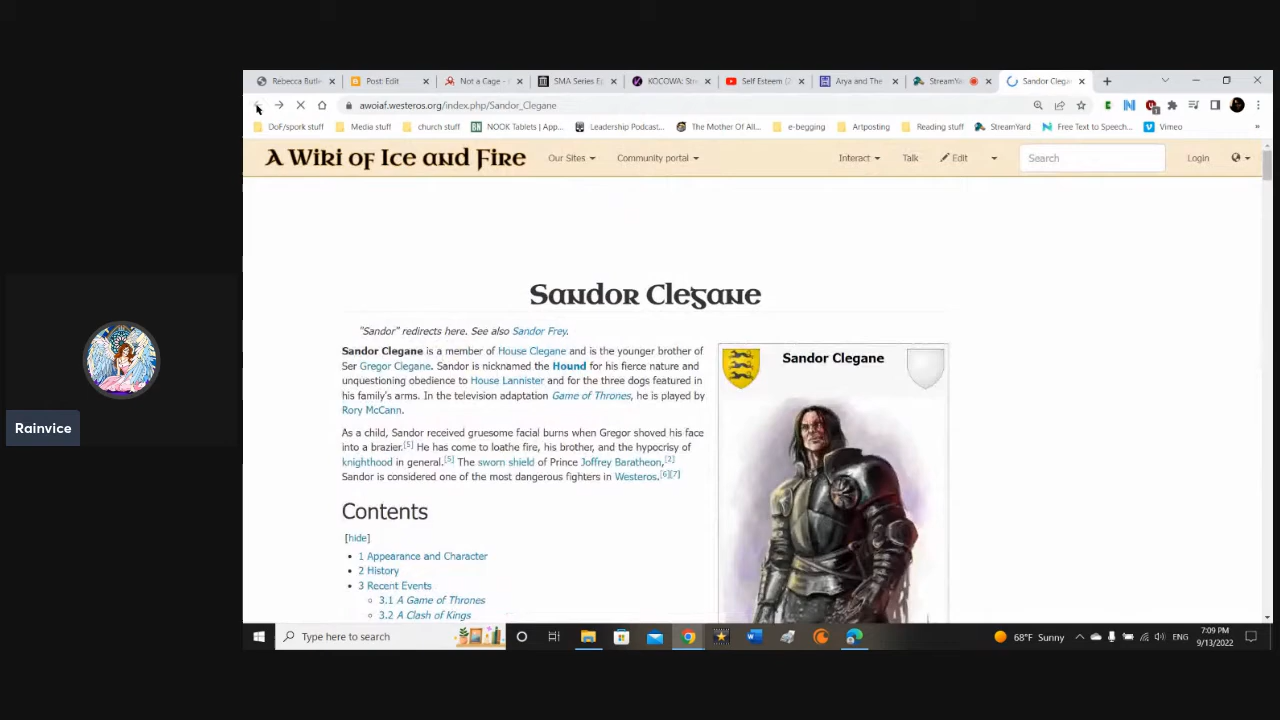 Rebecca Butle
Post: Edit
Not a Cage -
SMA Series Ep
KOCOWA: Stre
Self Esteem D
Arya and The
StreamYa
Sandor Clega
awoiaf.westeros.org/index.php/Sandor_Clegane
DoF/spork stuff
Media stuff
church stuff
NOOK Tablets | App...
Leadership Podcast...
The Mother Of All...
e-begging
Artposting
Reading stuff
StreamYard
Free Text to Speech...
Vimeo
»
A Wiki of Ice and Fire
Our Sites
Community portal
Interact
Talk
Edit
Search
Login
Sandor Clegane
"Sandor" redirects here. See also Sandor Frey.
Sandor Clegane is a member of House Clegane and is the younger brother of
Ser Gregor Clegane. Sandor is nicknamed the Hound for his fierce nature and
unquestioning obedience to House Lannister and for the three dogs featured in
his family's arms. In the television adaptation Game of Thrones, he is played by
Rory McCann.
As a child, Sandor received gruesome facial burns when Gregor shoved his face
into a brazier.[5] He has come to loathe fire, his brother, and the hypocrisy of
knighthood in general.[5] The sworn shield of Prince Joffrey Baratheon,[2]
Sandor is considered one of the most dangerous fighters in Westeros.[6][7]
Sandor Clegane
Contents
[hide]
• 1 Appearance and Character
• 2 History
• 3 Recent Events
• 3.1 A Game of Thrones
• 3.2 A Clash of Kings
Rainvice
Type here to search
68°F Sunny
ENG
7:09 PM
9/13/2022